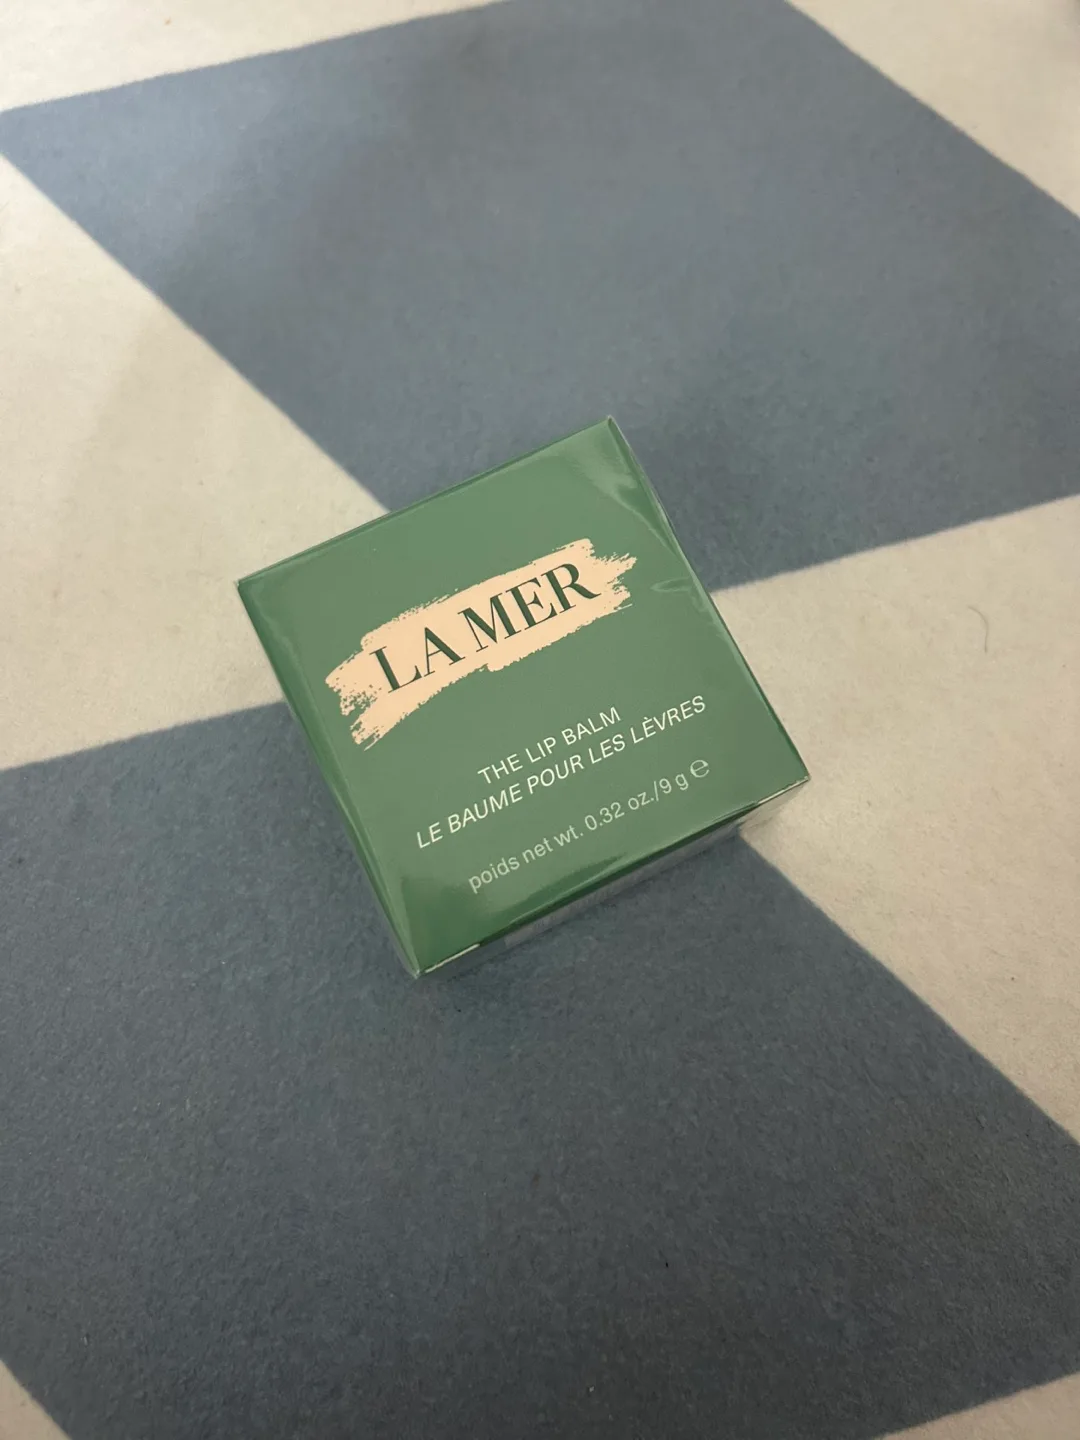 LA MER
THE LIP BALM
LE BAUME POUR LES LÈVRES
poids net wt. 0.32 oz./9 g ℮